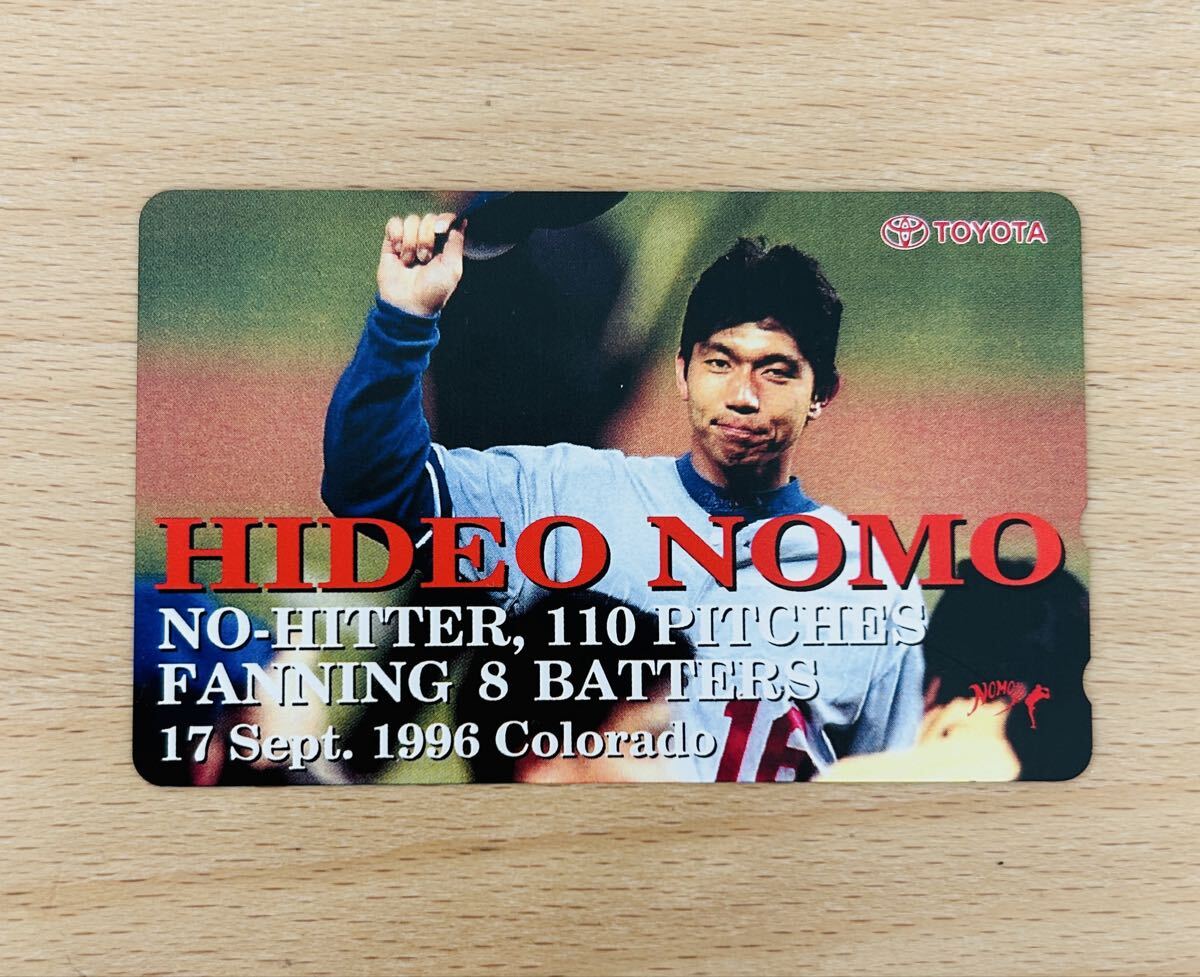 TOYOTA
HIDEO NOMO
NO-HITTER, 110 PITCHES
FANNING 8 BATTERS
17 Sept. 1996 Colorado
16
NOMO